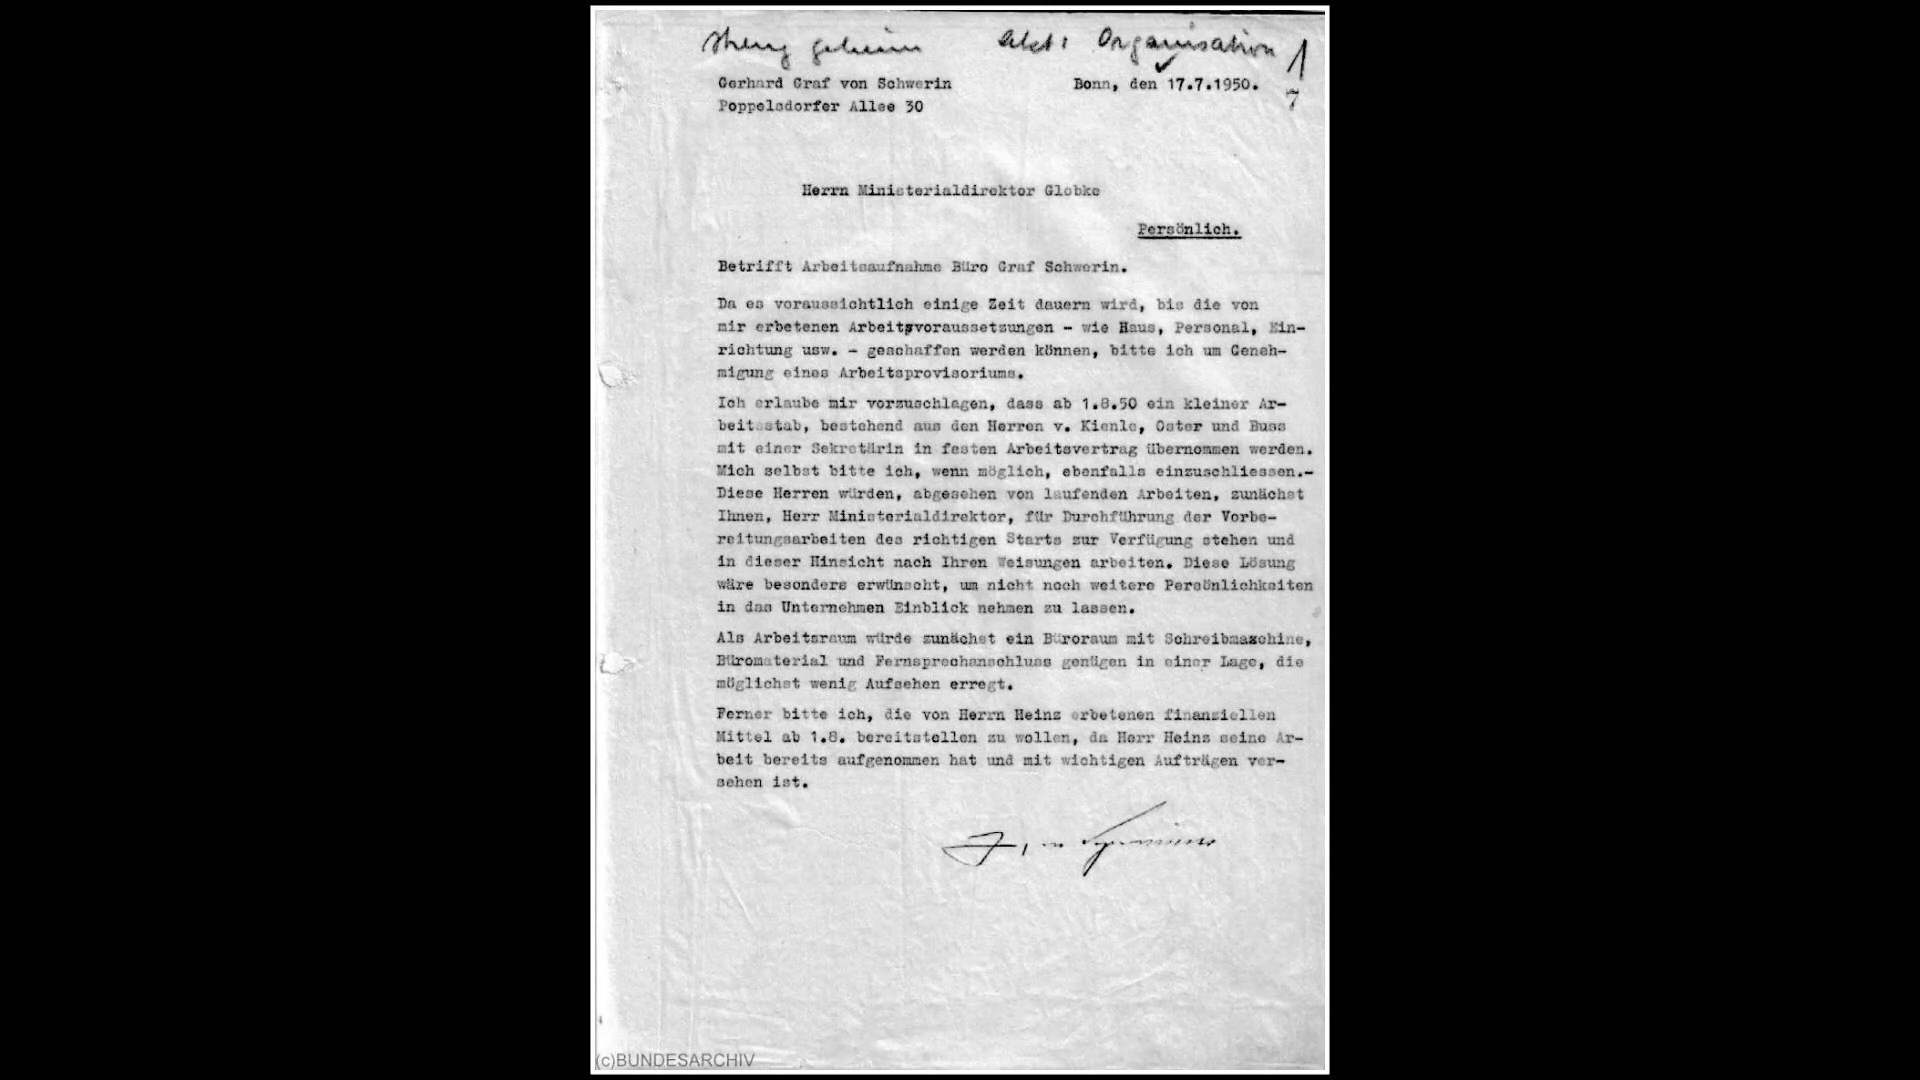 streng geheim Akt: Organisation 1
7
Gerhard Graf von Schwerin Bonn, den 17.7.1950.
Poppelsdorfer Allee 30
Herrn Ministerialdirektor Globke
Persönlich.
Betrifft Arbeitsaufnahme Büro Graf Schwerin.
Da es voraussichtlich einige Zeit dauern wird, bis die von
mir erbetenen Arbeitsvoraussetzungen - wie Haus, Personal, Ein-
richtung usw. - geschaffen werden können, bitte ich um Geneh-
migung eines Arbeitsprovisoriums.
Ich erlaube mir vorzuschlagen, dass ab 1.8.50 ein kleiner Ar-
beitsstab, bestehend aus den Herren v. Kienle, Oster und Buss
mit einer Sekretärin in festen Arbeitsvertrag übernommen werden.
Mich selbst bitte ich, wenn möglich, ebenfalls einzuschliessen.-
Diese Herren würden, abgesehen von laufenden Arbeiten, zunächst
Ihnen, Herr Ministerialdirektor, für Durchführung der Vorbe-
reitungsarbeiten des richtigen Starts zur Verfügung stehen und
in dieser Hinsicht nach Ihren Weisungen arbeiten. Diese Lösung
wäre besonders erwünscht, um nicht noch weitere Persönlichkeiten
in das Unternehmen Einblick nehmen zu lassen.
Als Arbeitsraum würde zunächst ein Büroraum mit Schreibmaschine,
Büromaterial und Fernsprechanschluss genügen in einer Lage, die
möglichst wenig Aufsehen erregt.
Ferner bitte ich, die von Herrn Heinz erbetenen finanziellen
Mittel ab 1.8. bereitstellen zu wollen, da Herr Heinz seine Ar-
beit bereits aufgenommen hat und mit wichtigen Aufträgen ver-
sehen ist.
(c)BUNDESARCHIV